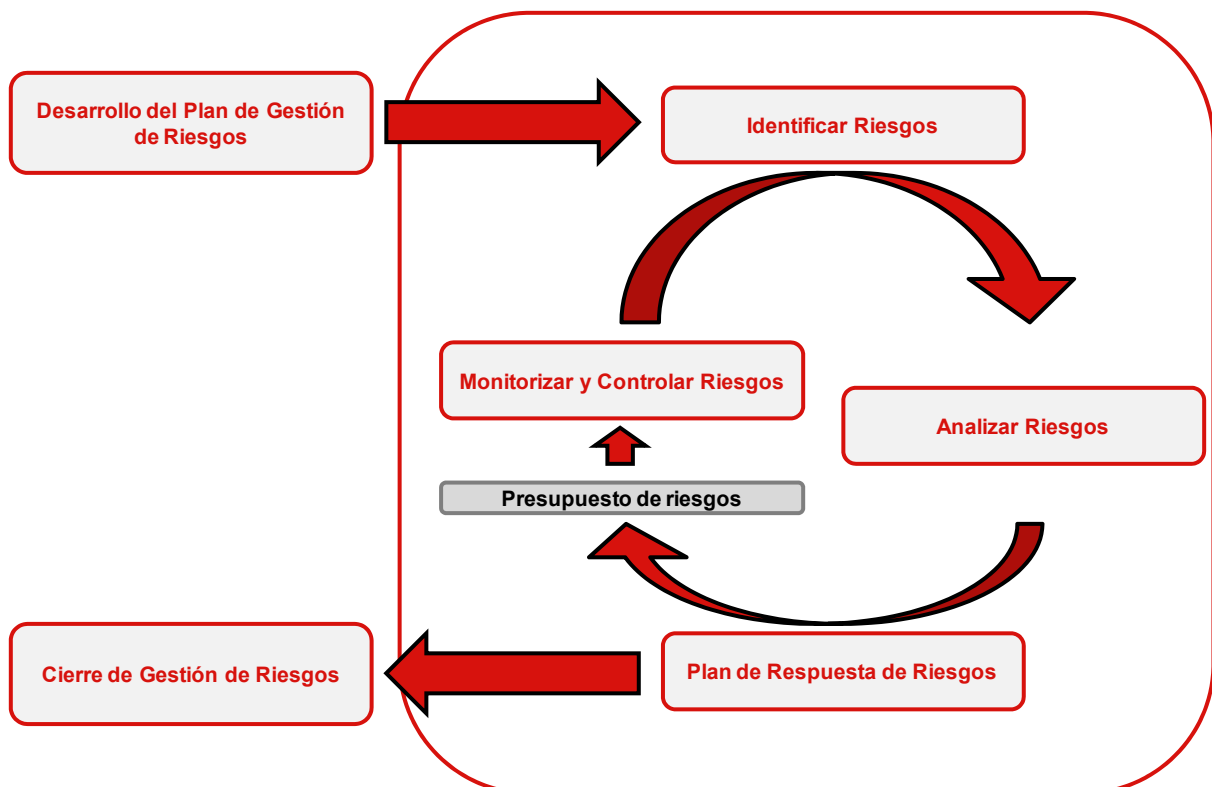 Desarrollo del Plan de Gestión
de Riesgos
Identificar Riesgos
Monitorizar y Controlar Riesgos
Analizar Riesgos
Presupuesto de riesgos
Cierre de Gestión de Riesgos
Plan de Respuesta de Riesgos